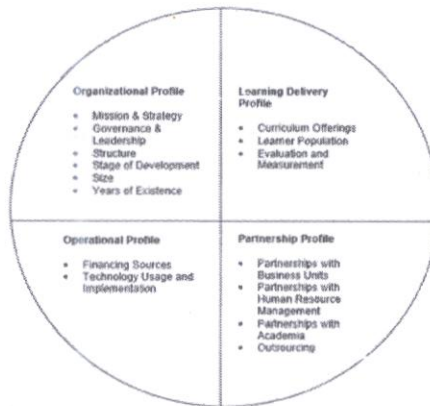 Organizational Profile
• Mission & Strategy
• Governance &
Leadership
• Structure
• Stage of Development
• Size
• Years of Existence
Learning Delivery
Profile
• Curriculum Offerings
• Learner Population
• Evaluation and
Measurement
Operational Profile
• Financing Sources
• Technology Usage and
Implementation
Partnership Profile
• Partnerships with
Business Units
• Partnerships with
Human Resource
Management
• Partnerships with
Academia
• Outsourcing